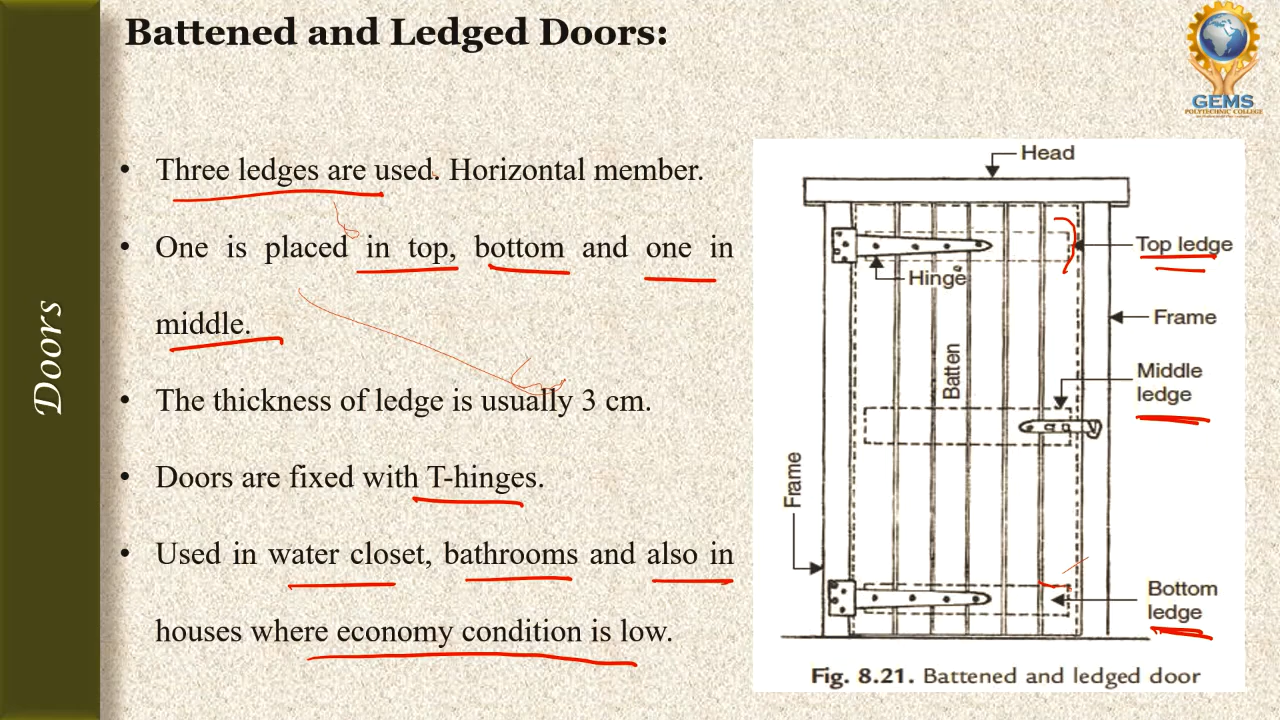 Battened and Ledged Doors:
GEMS
POLYTECHNIC COLLEGE
Doors
• Three ledges are used. Horizontal member.
• One is placed in top, bottom and one in
middle.
• The thickness of ledge is usually 3 cm.
• Doors are fixed with T-hinges.
• Used in water closet, bathrooms and also in
houses where economy condition is low.
Head
Top ledge
Hinge
Frame
Batten
Middle
ledge
Frame
Bottom
ledge
Fig. 8.21. Battened and ledged door